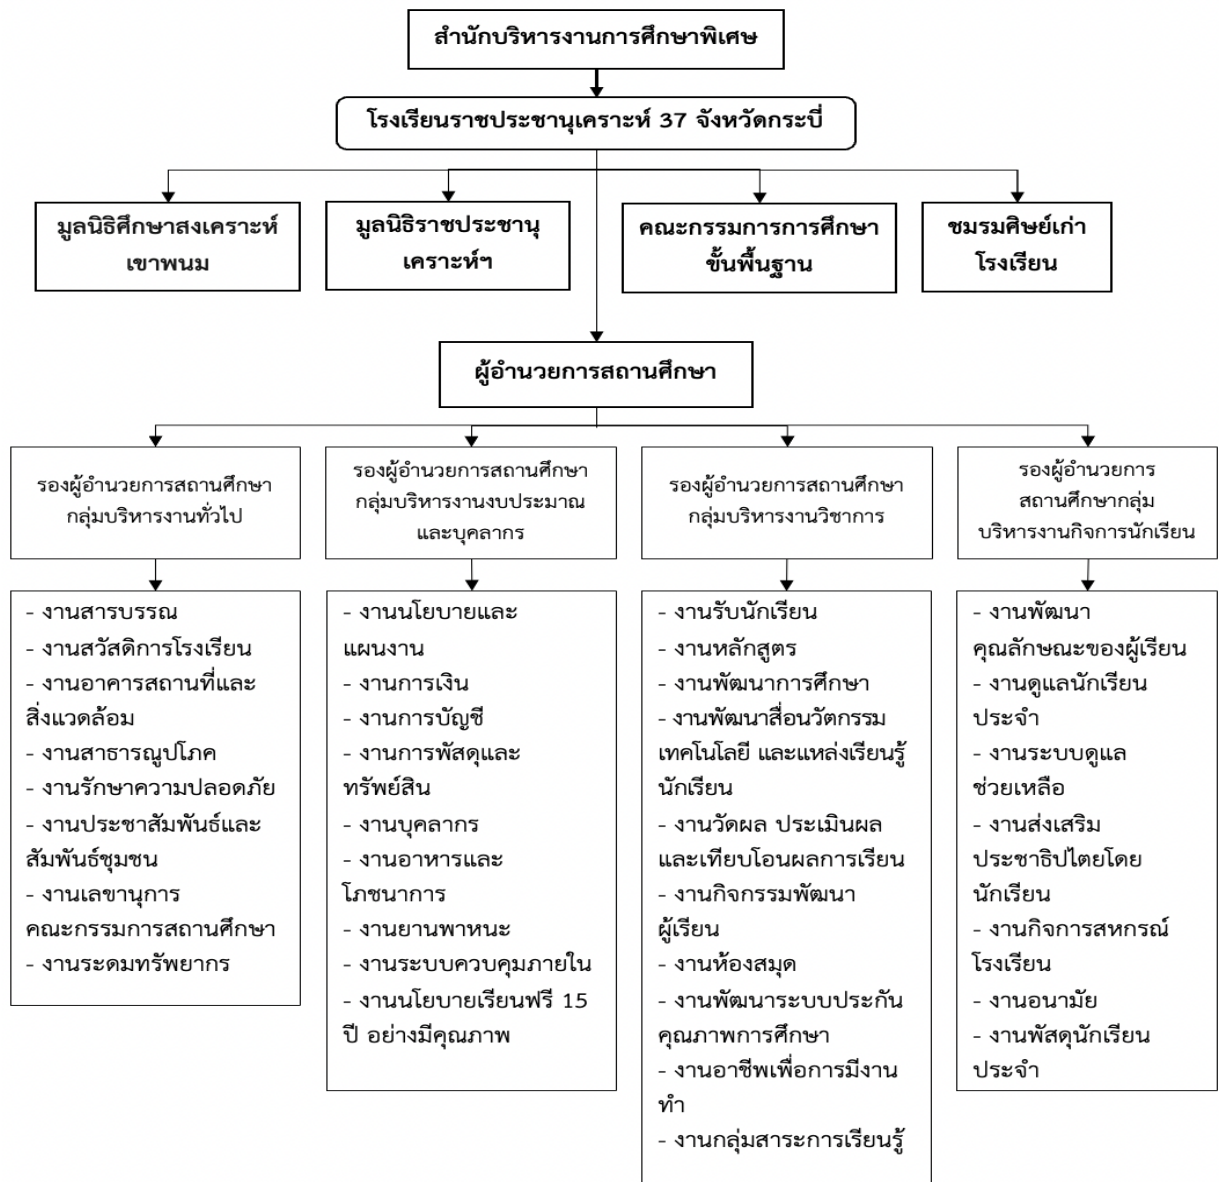 สำนักบริหารงานการศึกษาพิเศษ
โรงเรียนราชประชานุเคราะห์ 37 จังหวัดกระบี่
มูลนิธิศึกษาสงเคราะห์
เขาพนม
มูลนิธิราชประชานุ
เคราะห์ฯ
คณะกรรมการการศึกษา
ขั้นพื้นฐาน
ชมรมศิษย์เก่า
โรงเรียน
ผู้อำนวยการสถานศึกษา
รองผู้อำนวยการสถานศึกษา
กลุ่มบริหารงานทั่วไป
รองผู้อำนวยการสถานศึกษา
กลุ่มบริหารงานงบประมาณ
และบุคลากร
รองผู้อำนวยการสถานศึกษา
กลุ่มบริหารงานวิชาการ
รองผู้อำนวยการ
สถานศึกษากลุ่ม
บริหารงานกิจการนักเรียน
- งานสารบรรณ
- งานสวัสดิการโรงเรียน
- งานอาคารสถานที่และ
สิ่งแวดล้อม
- งานสาธารณูปโภค
- งานรักษาความปลอดภัย
- งานประชาสัมพันธ์และ
สัมพันธ์ชุมชน
- งานเลขานุการ
คณะกรรมการสถานศึกษา
- งานระดมทรัพยากร
- งานนโยบายและ
แผนงาน
- งานการเงิน
- งานการบัญชี
- งานการพัสดุและ
ทรัพย์สิน
- งานบุคลากร
- งานอาหารและ
โภชนาการ
- งานยานพาหนะ
- งานระบบควบคุมภายใน
- งานนโยบายเรียนฟรี 15
ปี อย่างมีคุณภาพ
- งานรับนักเรียน
- งานหลักสูตร
- งานพัฒนาการศึกษา
- งานพัฒนาสื่อนวัตกรรม
เทคโนโลยี และแหล่งเรียนรู้
นักเรียน
- งานวัดผล ประเมินผล
และเทียบโอนผลการเรียน
- งานกิจกรรมพัฒนา
ผู้เรียน
- งานห้องสมุด
- งานพัฒนาระบบประกัน
คุณภาพการศึกษา
- งานอาชีพเพื่อการมีงาน
ทำ
- งานกลุ่มสาระการเรียนรู้
- งานพัฒนา
คุณลักษณะของผู้เรียน
- งานดูแลนักเรียน
ประจำ
- งานระบบดูแล
ช่วยเหลือ
- งานส่งเสริม
ประชาธิปไตยโดย
นักเรียน
- งานกิจการสหกรณ์
โรงเรียน
- งานอนามัย
- งานพัสดุนักเรียน
ประจำ